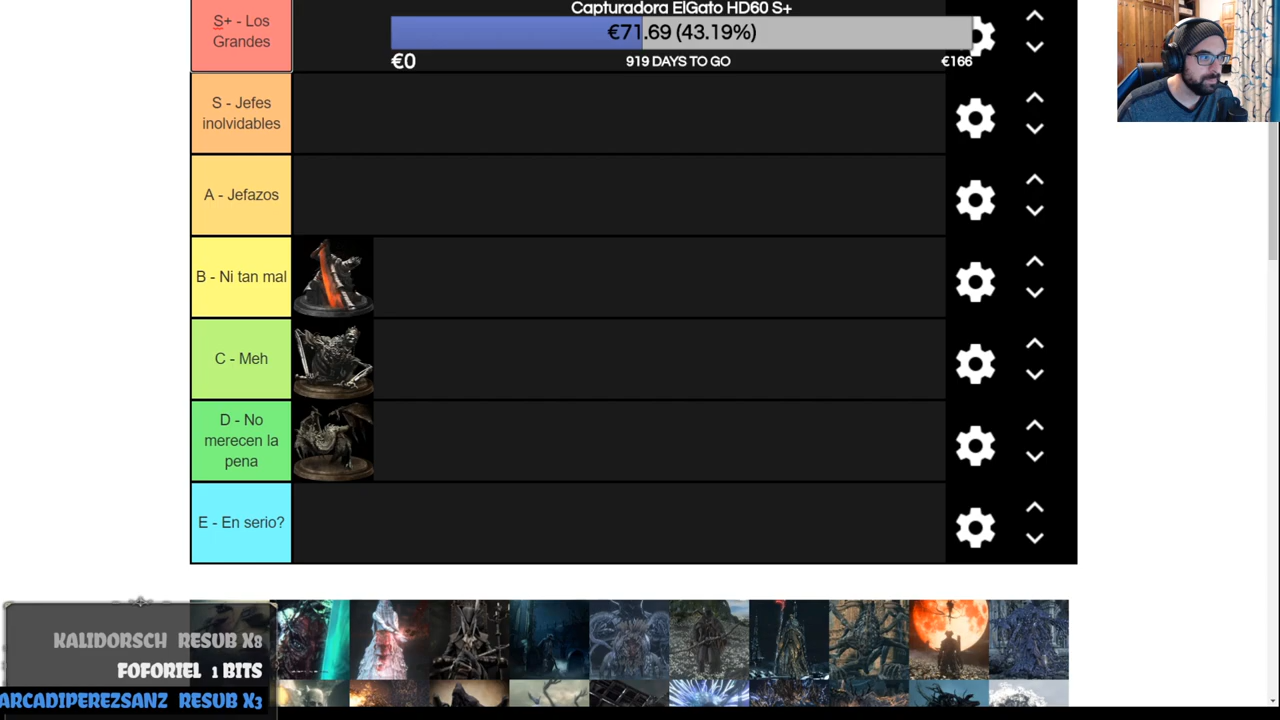 Capturadora ElGato HD60 S+
€71.69 (43.19%)
€0
919 DAYS TO GO
€166
S+ - Los
Grandes
S - Jefes
inolvidables
A - Jefazos
B - Ni tan mal
C - Meh
D - No
merecen la
pena
E - En serio?
KALIDORSCH RESUB X8
FOFORIEL 1 BITS
ARCADIPEREZSANZ RESUB X3